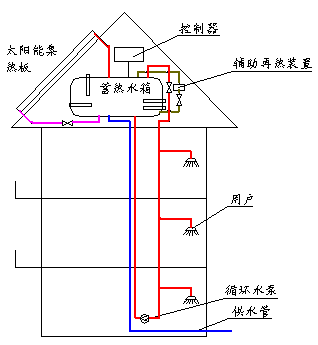 控制器
太阳能集
热板
辅助再热装置
蓄热水箱
用户
循环水泵
供水管